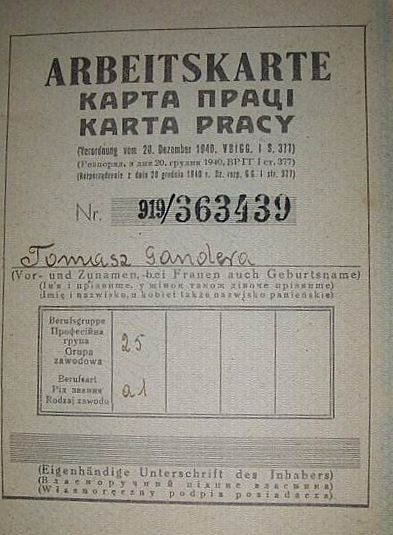 ARBEITSKARTE
КАРТА ПРАЦІ
KARTA PRACY
(Verordnung vom 20. Dezember 1940. VBlGG. I S. 377)
(Розпоряд. з дня 20. грудня 1940, ВРГГ I ст. 377)
(Rozporządzenie z dnia 20 grudnia 1940 r. Dz. rozp. GG. I str. 377)
Nr. 919/363439
Tomasz Gandera
(Vor- und Zunamen, bei Frauen auch Geburtsname)
(Імʼя і прізвище, у жінок також дівоче прізвище)
(Imię i nazwisko, u kobiet także nazwisko panieńskie)
Berufsgruppe
Професійна
група
Grupa
zawodowa
25
Berufsart
Рід звання
Rodzaj zawodu
a1
(Eigenhändige Unterschrift des Inhabers)
(Власноручний підпис власника)
(Własnoręczny podpis posiadacza)